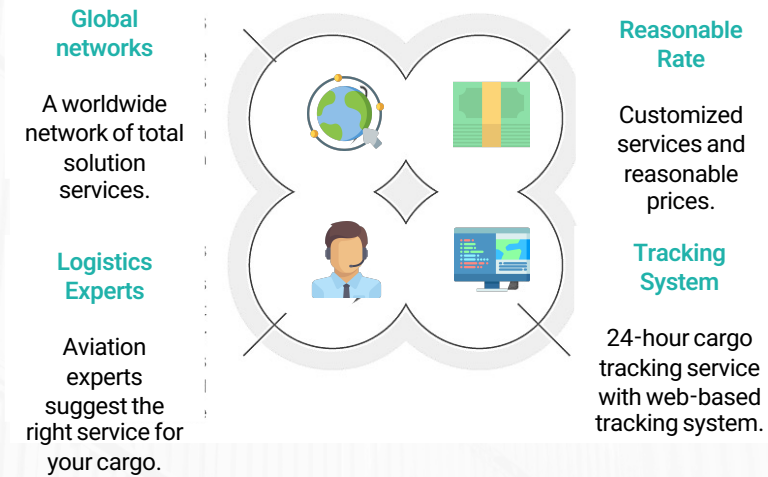 Global
networks
A worldwide
network of total
solution
services.
Reasonable
Rate
Customized
services and
reasonable
prices.
Logistics
Experts
Aviation
experts
suggest the
right service for
your cargo.
Tracking
System
24-hour cargo
tracking service
with web-based
tracking system.